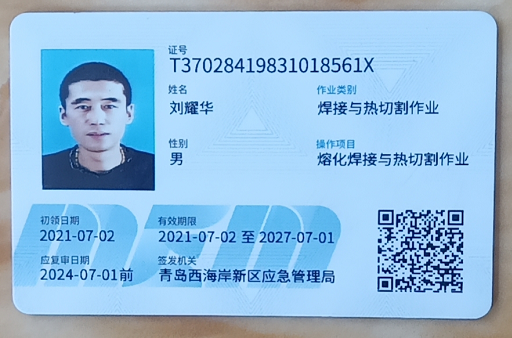 证号
T37028419831018561X
姓名
作业类别
刘耀华
焊接与热切割作业
性别
操作项目
男
熔化焊接与热切割作业
初领日期
有效期限
2021-07-02
2021-07-02 至 2027-07-01
应复审日期
签发机关
2024-07-01前
青岛西海岸新区应急管理局